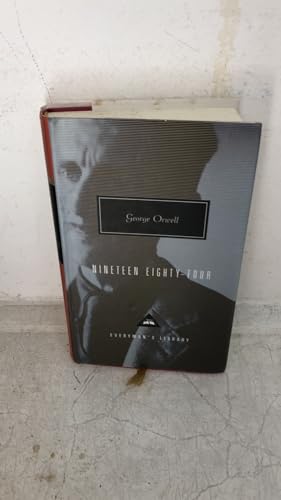 George Orwell
NINETEEN EIGHTY-FOUR
EVERYMAN'S LIBRARY